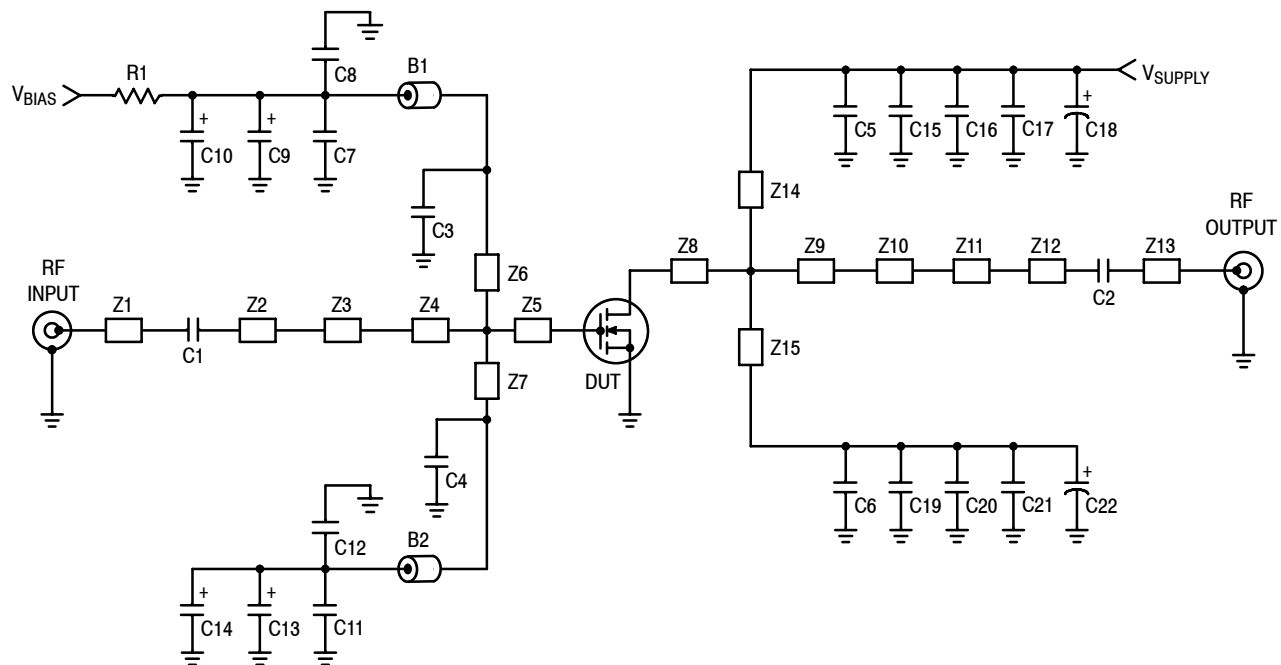 C8
B1
R1
V_BIAS
+
C10
+
C9
C7
C3
V_SUPPLY
C5
C15
C16
C17
+
C18
Z14
RF
OUTPUT
Z8
Z9
Z10
Z11
Z12
C2
Z13
Z6
RF
INPUT
Z1
C1
Z2
Z3
Z4
Z5
DUT
Z7
Z15
C4
C6
C19
C20
C21
+
C22
C12
B2
+
C14
+
C13
C11